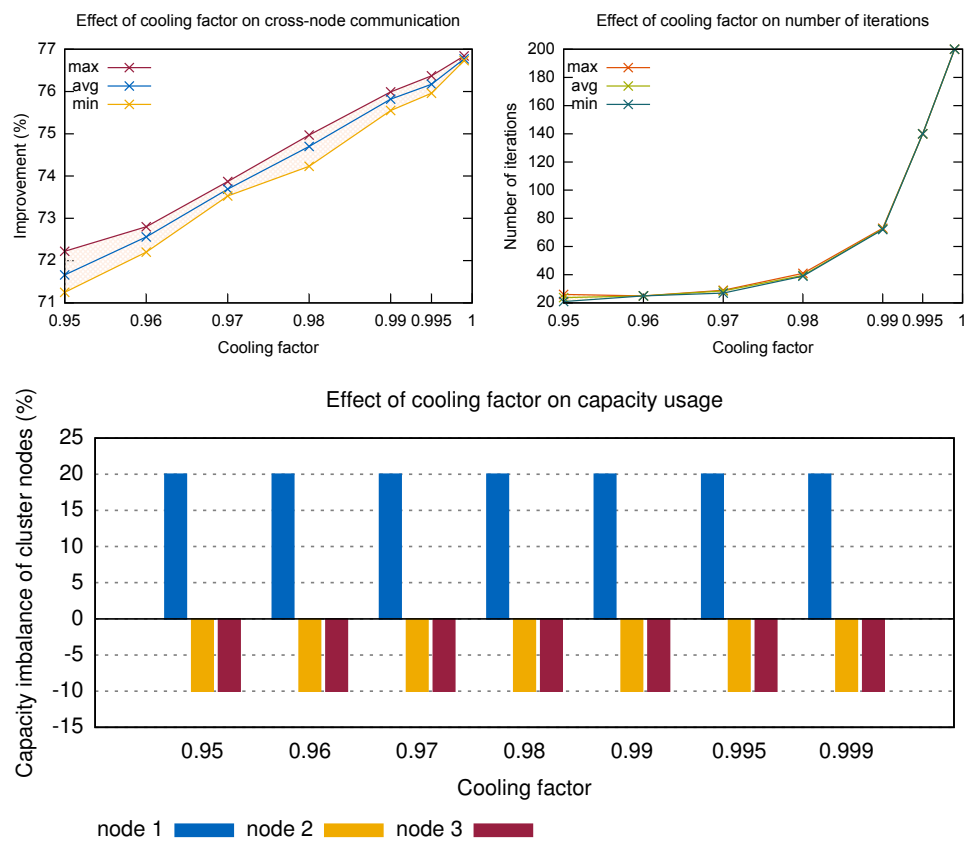 Effect of cooling factor on cross-node communication
77
76
75
74
73
72
71
Improvement (%)
max
avg
min
0.95 0.96 0.97 0.98 0.99 0.995 1
Cooling factor
Effect of cooling factor on number of iterations
200
180
160
140
120
100
80
60
40
20
Number of iterations
max
avg
min
0.95 0.96 0.97 0.98 0.99 0.995 1
Cooling factor
Effect of cooling factor on capacity usage
Capacity imbalance of cluster nodes (%)
25
20
15
10
5
0
-5
-10
-15
0.95 0.96 0.97 0.98 0.99 0.995 0.999
Cooling factor
node 1 node 2 node 3